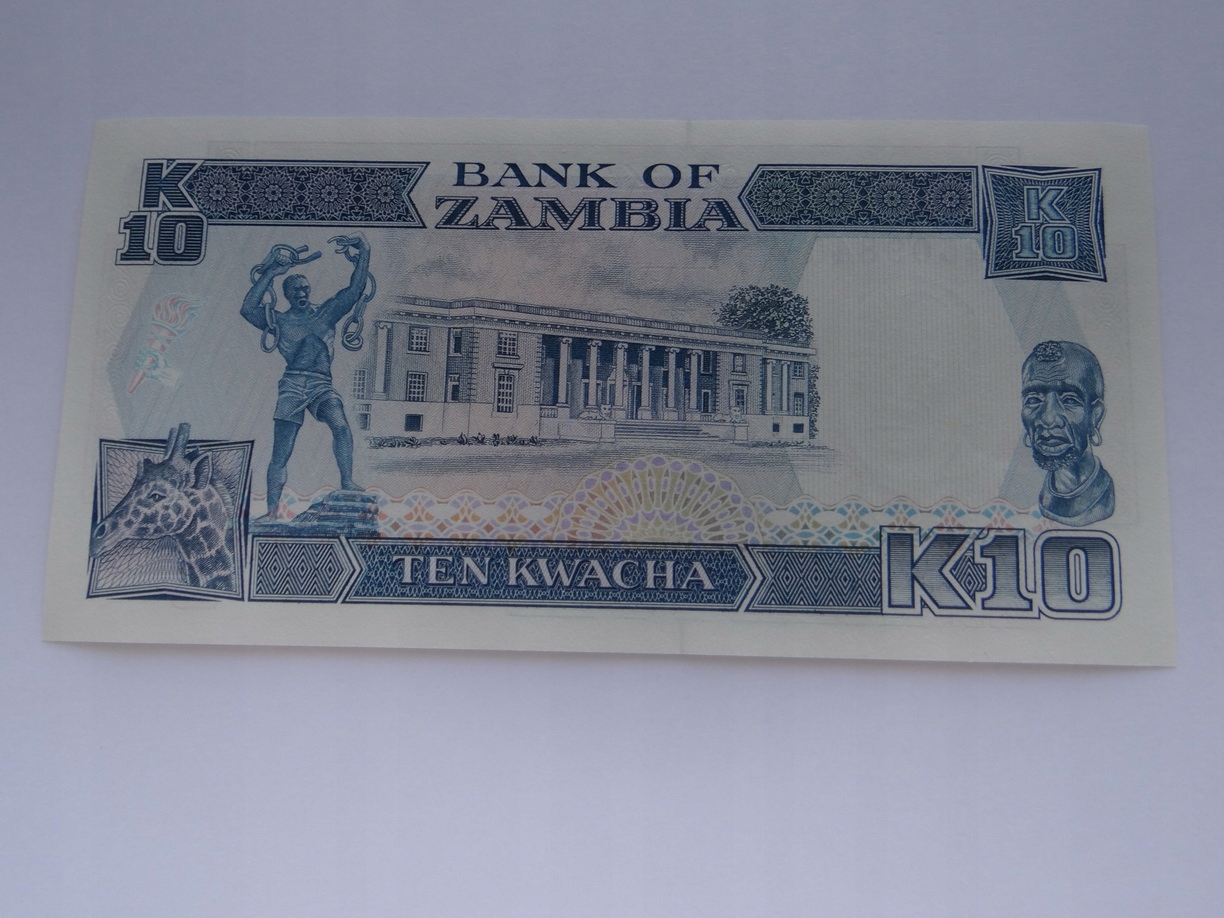 K
10
BANK OF
ZAMBIA
K
10
TEN KWACHA
K10